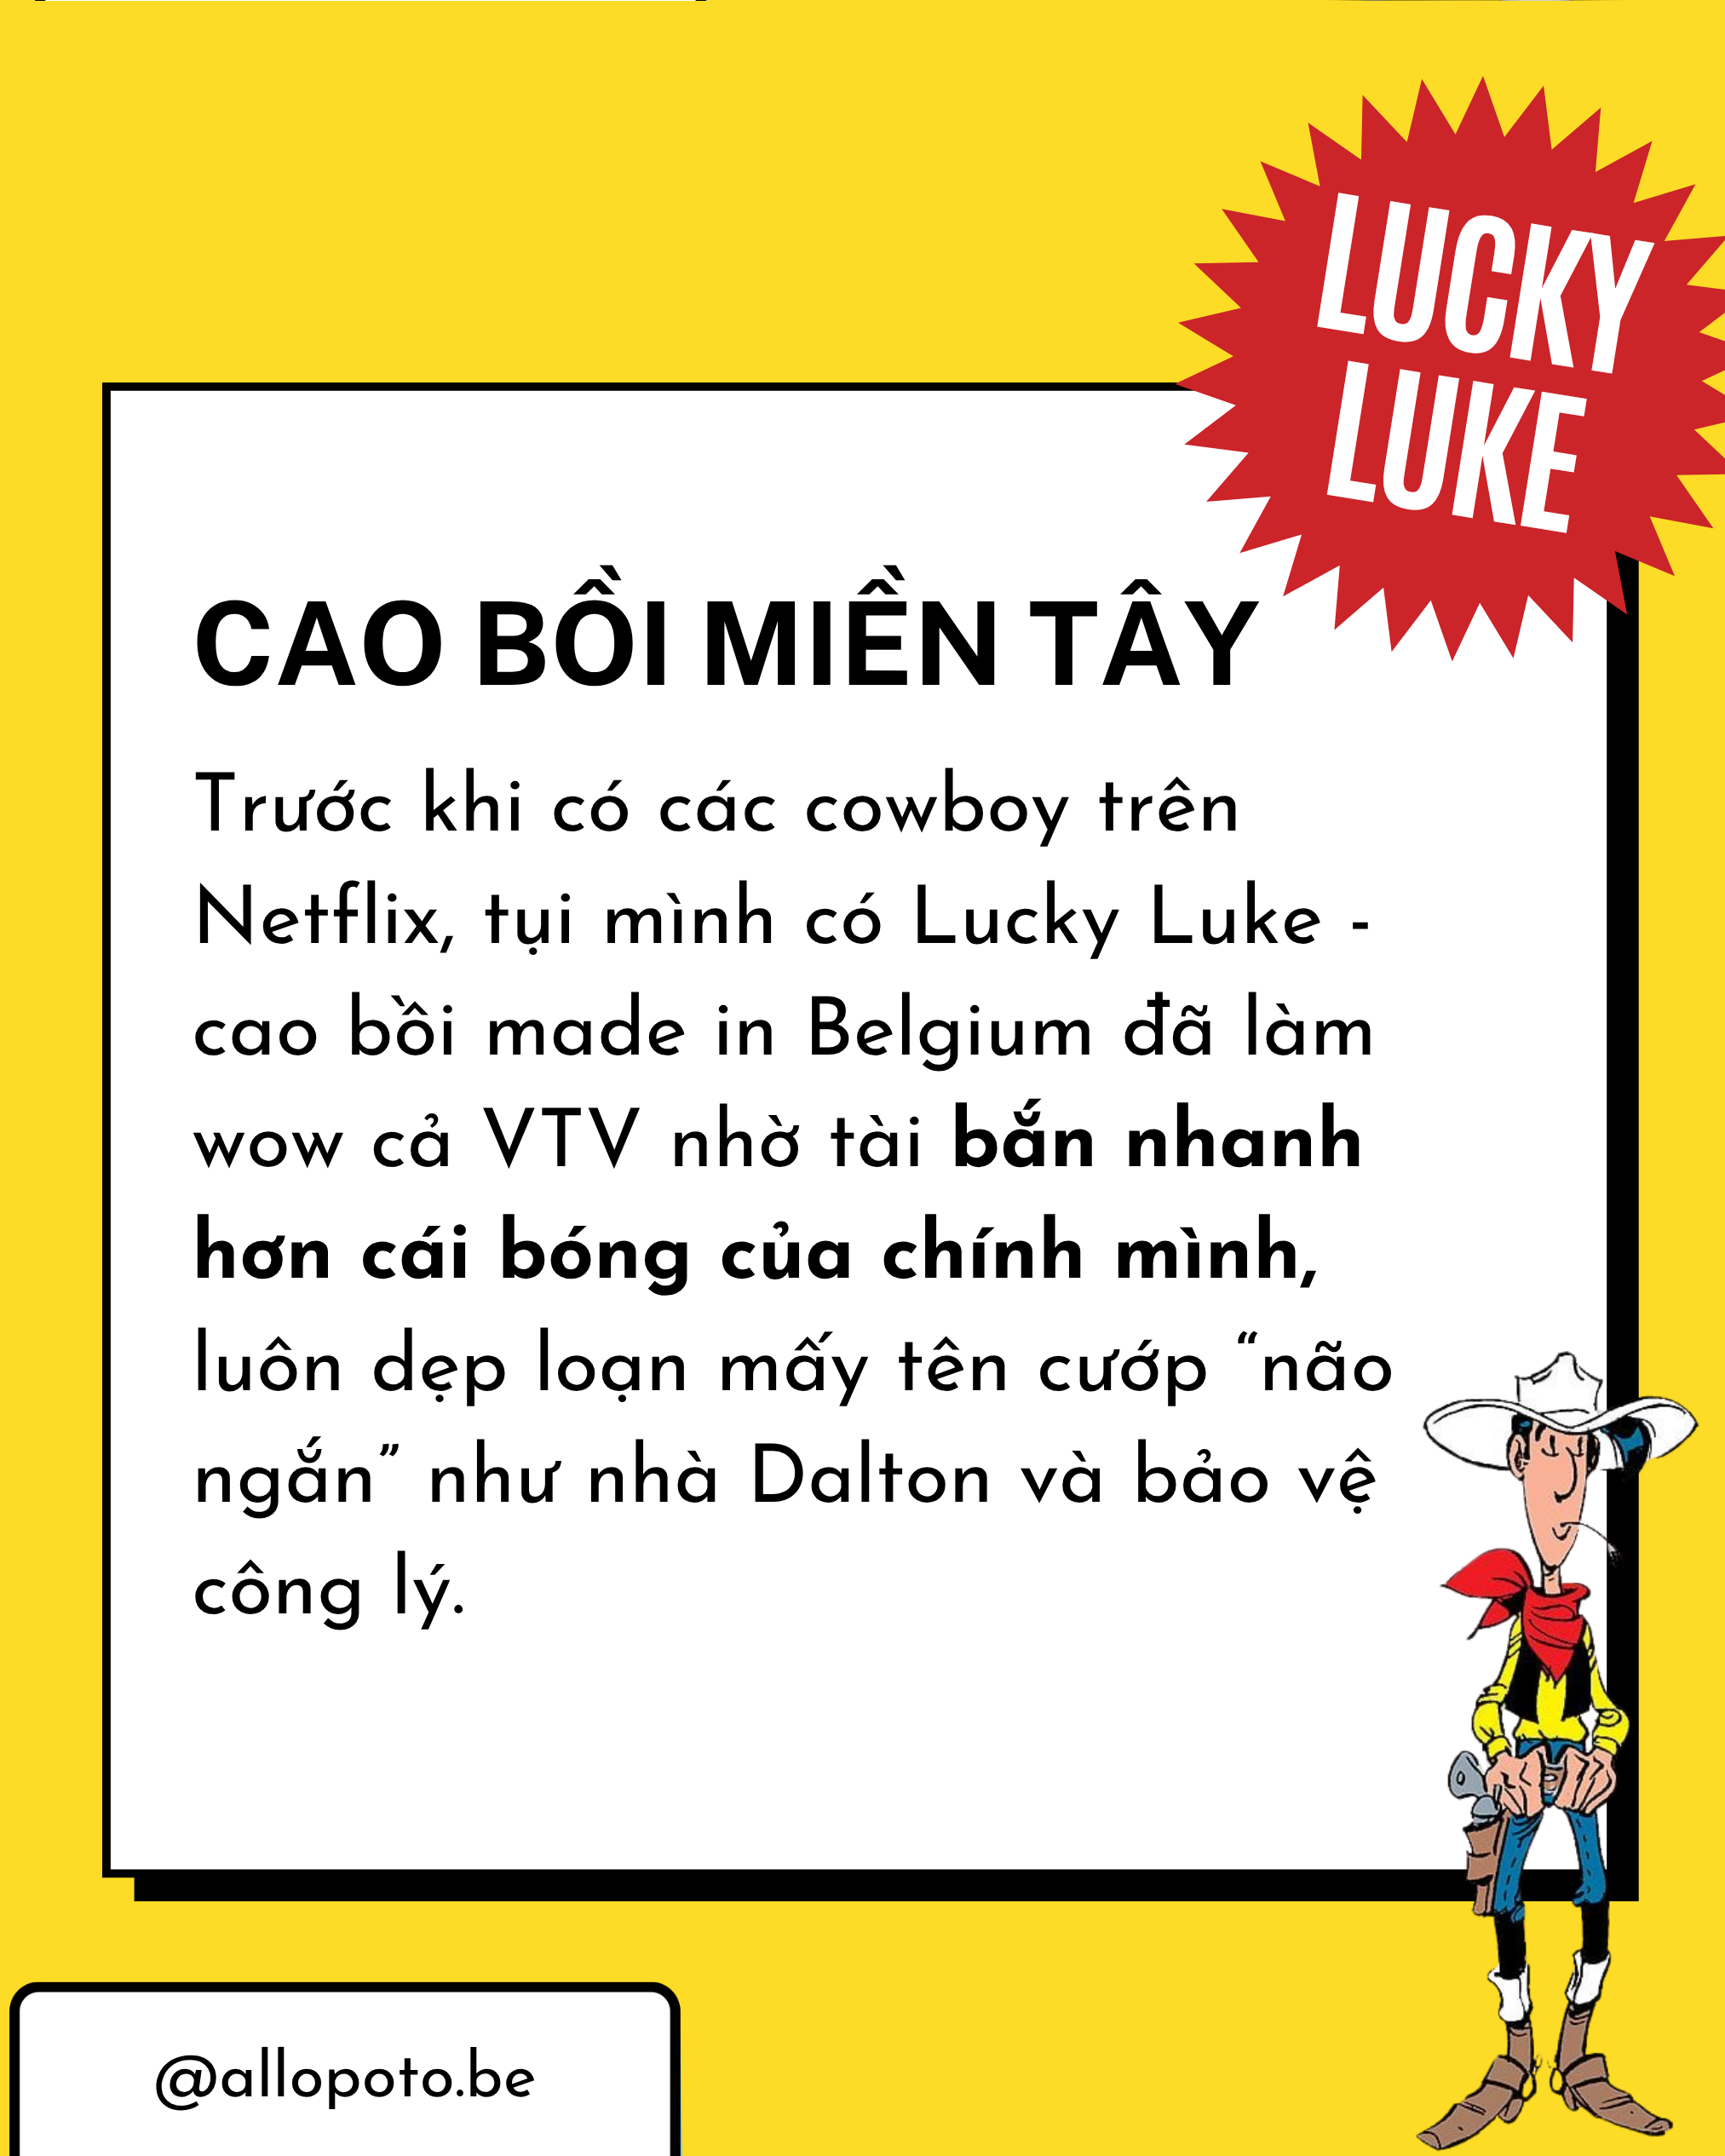 LUCKY
LUKE
CAO BỒI MIỀN TÂY
Trước khi có các cowboy trên
Netflix, tụi mình có Lucky Luke -
cao bồi made in Belgium đã làm
wow cả VTV nhờ tài bắn nhanh
hơn cái bóng của chính mình,
luôn dẹp loạn mấy tên cướp “não
ngắn” như nhà Dalton và bảo vệ
công lý.
@allopoto.be